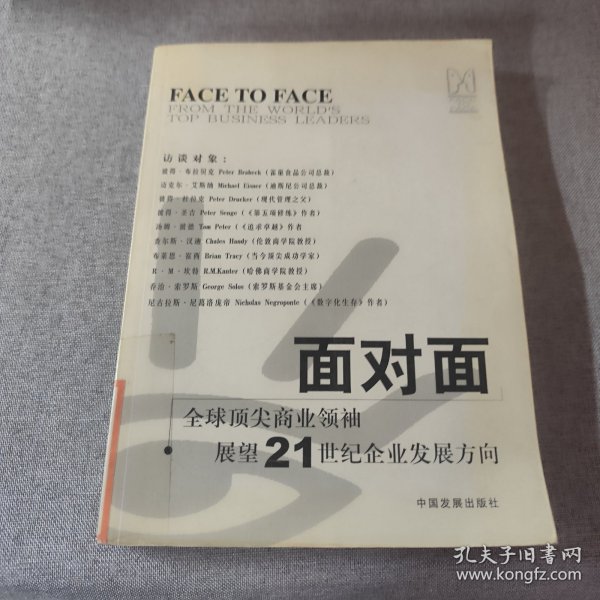 FACE TO FACE
FROM THE WORLD'S
TOP BUSINESS LEADERS
访谈对象：
彼得·布拉贝克 Peter Brabeck（雀巢食品公司总裁）
迈克尔·艾斯纳 Michael Eisner（迪斯尼公司总裁）
彼得·杜拉克 Peter Drucker（现代管理之父）
彼得·圣吉 Peter Senge（《第五项修练》作者）
汤姆·彼德 Tom Peter（《追求卓越》作者
查尔斯·汉迪 Chales Handy（伦敦商学院教授）
布莱恩·崔西 Brian Tracy（当今顶尖成功学家）
R·M·坎特 R.M.Kanter（哈佛商学院教授）
乔治·索罗斯 George Solos（索罗斯基金会主席）
尼古拉斯·尼葛洛庞帝 Nicholas Negroponte（《数字化生存》作者）
面对面
全球顶尖商业领袖
展望21世纪企业发展方向
中国发展出版社
孔夫子旧书网
www.kongfz.com